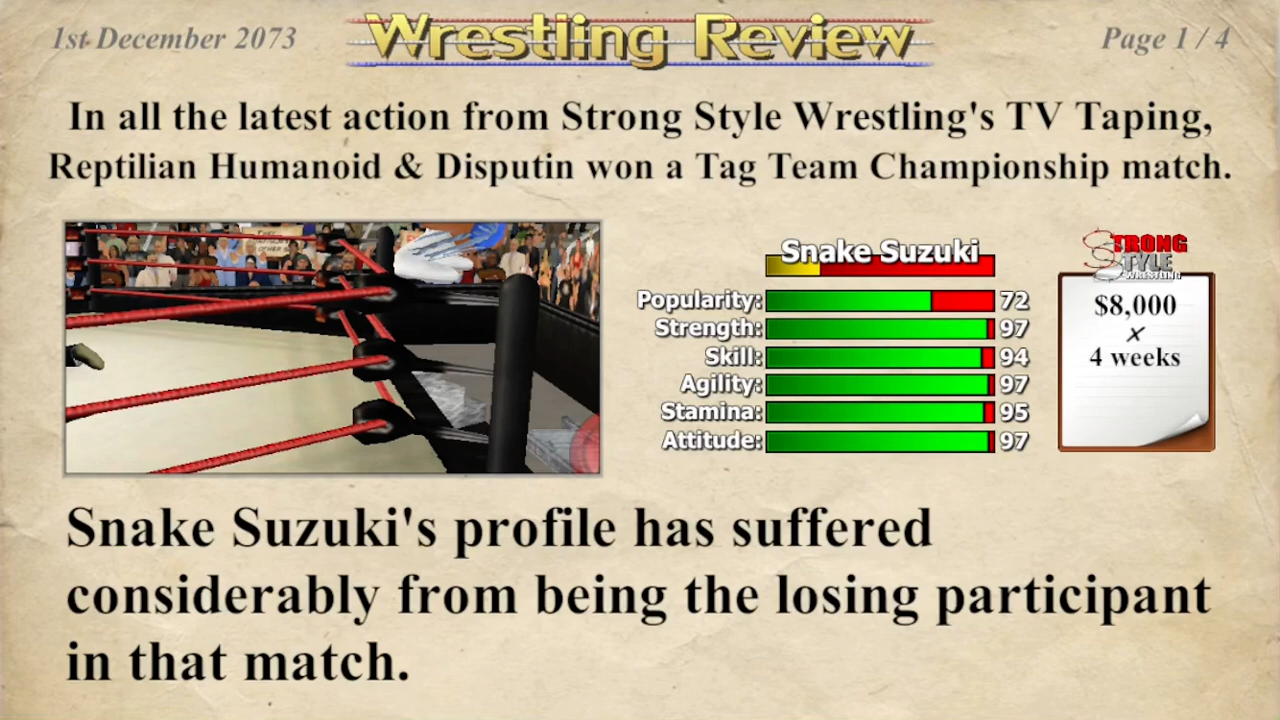 1st December 2073
Wrestling Review
Page 1 / 4
In all the latest action from Strong Style Wrestling's TV Taping,
Reptilian Humanoid & Disputin won a Tag Team Championship match.
Snake Suzuki
Popularity: 72
Strength: 97
Skill: 94
Agility: 97
Stamina: 95
Attitude: 97
STRONG
STYLE
WRESTLING
$8,000
×
4 weeks
Snake Suzuki's profile has suffered
considerably from being the losing participant
in that match.